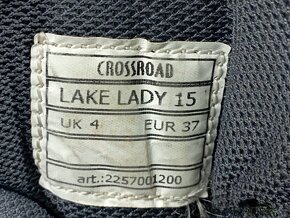 CROSSROAD
LAKE LADY 15
UK 4 EUR 37
art.:2257001200